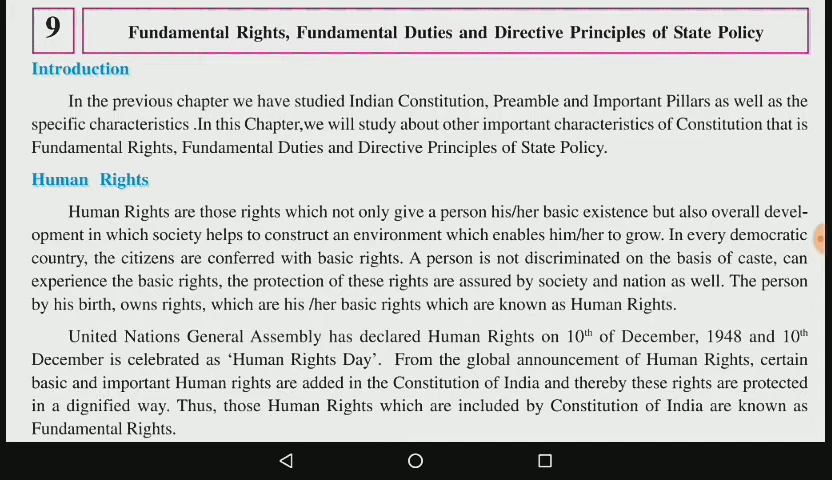 9
Fundamental Rights, Fundamental Duties and Directive Principles of State Policy
Introduction
In the previous chapter we have studied Indian Constitution, Preamble and Important Pillars as well as the
specific characteristics .In this Chapter,we will study about other important characteristics of Constitution that is
Fundamental Rights, Fundamental Duties and Directive Principles of State Policy.
Human Rights
Human Rights are those rights which not only give a person his/her basic existence but also overall devel-
opment in which society helps to construct an environment which enables him/her to grow. In every democratic
country, the citizens are conferred with basic rights. A person is not discriminated on the basis of caste, can
experience the basic rights, the protection of these rights are assured by society and nation as well. The person
by his birth, owns rights, which are his /her basic rights which are known as Human Rights.
United Nations General Assembly has declared Human Rights on 10th of December, 1948 and 10th
December is celebrated as ‘Human Rights Day’. From the global announcement of Human Rights, certain
basic and important Human rights are added in the Constitution of India and thereby these rights are protected
in a dignified way. Thus, those Human Rights which are included by Constitution of India are known as
Fundamental Rights.